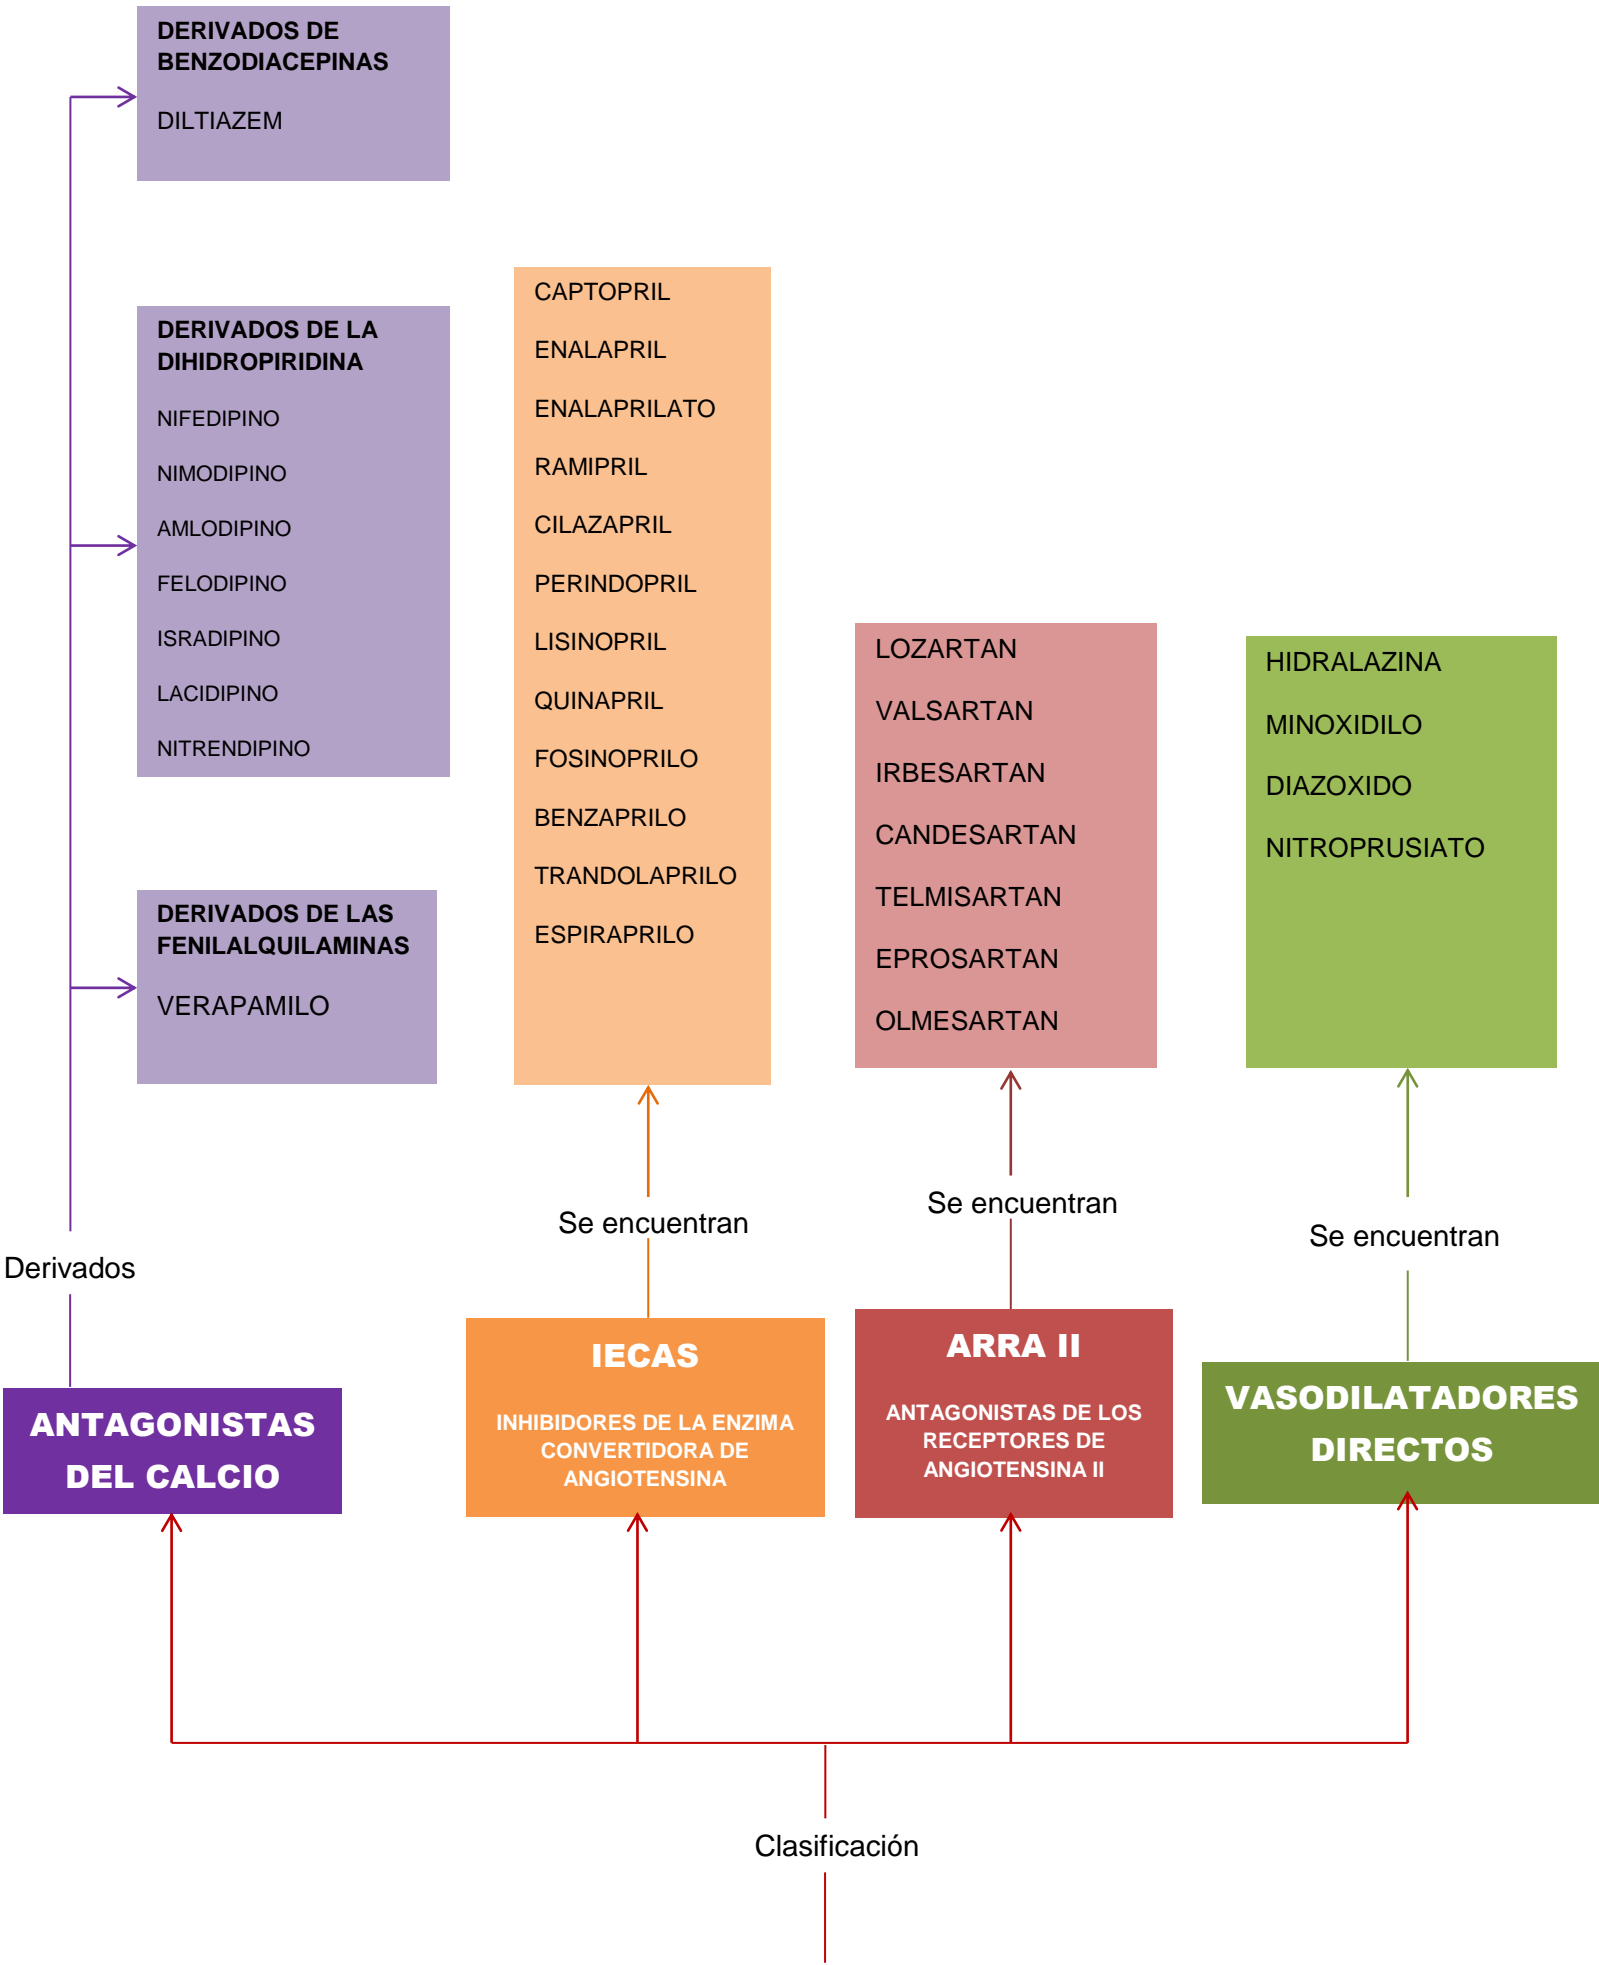 DERIVADOS DE
BENZODIACEPINAS
DILTIAZEM
DERIVADOS DE LA
DIHIDROPIRIDINA
NIFEDIPINO
NIMODIPINO
AMLODIPINO
FELODIPINO
ISRADIPINO
LACIDIPINO
NITRENDIPINO
DERIVADOS DE LAS
FENILALQUILAMINAS
VERAPAMILO
CAPTOPRIL
ENALAPRIL
ENALAPRILATO
RAMIPRIL
CILAZAPRIL
PERINDOPRIL
LISINOPRIL
QUINAPRIL
FOSINOPRILO
BENZAPRILO
TRANDOLAPRILO
ESPIRAPRILO
LOZARTAN
VALSARTAN
IRBESARTAN
CANDESARTAN
TELMISARTAN
EPROSARTAN
OLMESARTAN
HIDRALAZINA
MINOXIDILO
DIAZOXIDO
NITROPRUSIATO
Derivados
Se encuentran
Se encuentran
Se encuentran
ANTAGONISTAS
DEL CALCIO
IECAS
INHIBIDORES DE LA ENZIMA
CONVERTIDORA DE
ANGIOTENSINA
ARRA II
ANTAGONISTAS DE LOS
RECEPTORES DE
ANGIOTENSINA II
VASODILATADORES
DIRECTOS
Clasificación